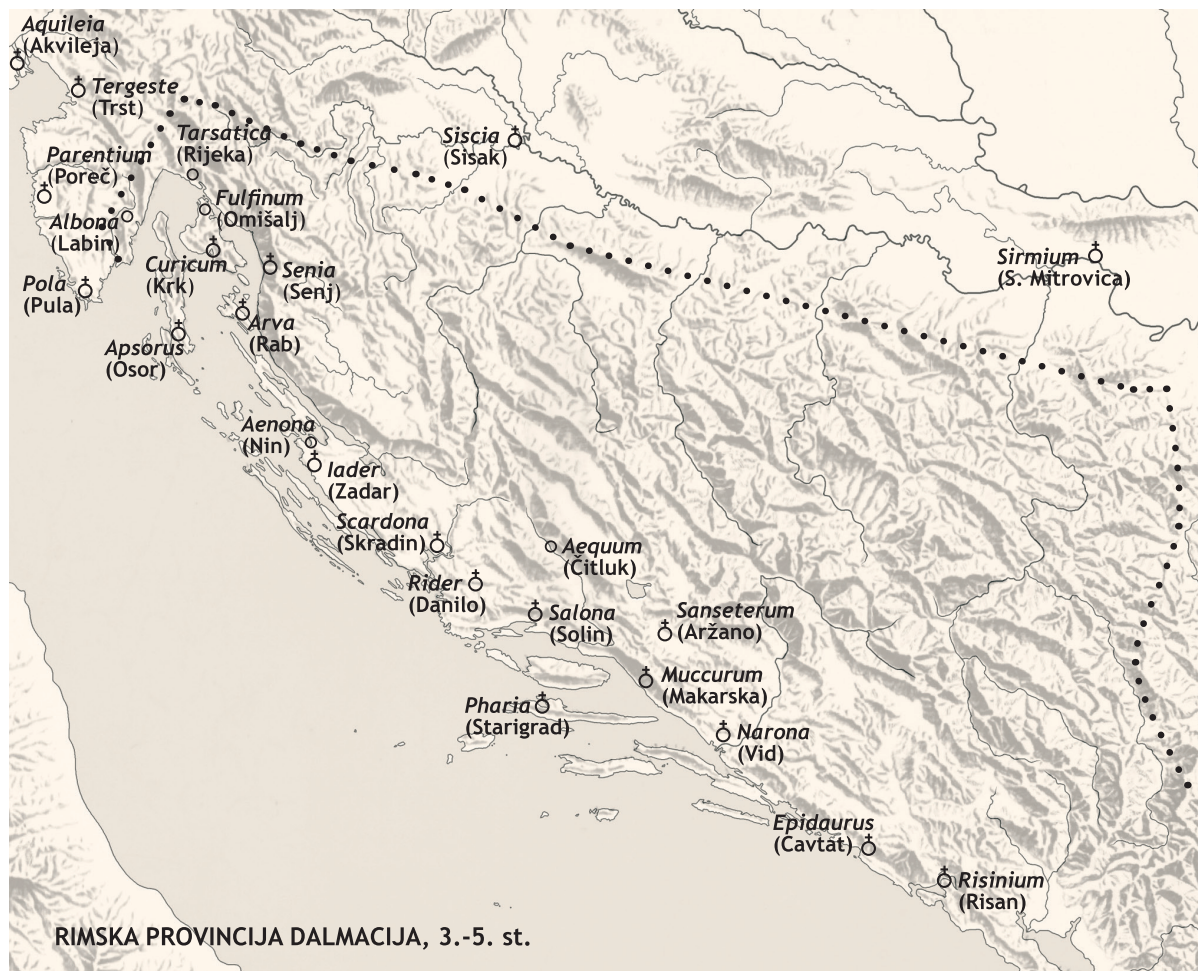 Aquileia
(Akvileja)
Tergeste
(Trst)
Tarsatica
(Rijeka)
Parentium
(Poreč)
Siscia
(Sisak)
Fulfinum
(Omišalj)
Albona
(Labin)
Curicum
(Krk)
Senia
(Senj)
Sirmium
(S. Mitrovica)
Pola
(Pula)
Arva
(Rab)
Apsorus
(Osor)
Aenona
(Nin)
Iader
(Zadar)
Scardona
(Skradin)
Aequum
(Čitluk)
Rider
(Danilo)
Salona
(Solin)
Sanseterum
(Aržano)
Muccurum
(Makarska)
Pharia
(Starigrad)
Narona
(Vid)
Epidaurus
(Cavtat)
Risinium
(Risan)
RIMSKA PROVINCIJA DALMACIJA, 3.-5. st.